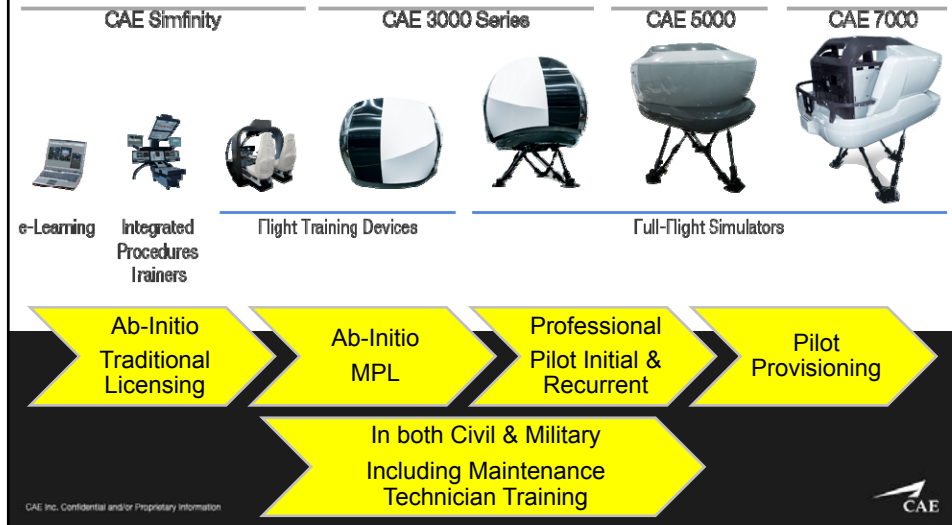 CAE Simfinity
CAE 3000 Series
CAE 5000
CAE 7000
e-Learning
Integrated
Procedures
Trainers
Flight Training Devices
Full-Flight Simulators
Ab-Initio
Traditional
Licensing
Ab-Initio
MPL
Professional
Pilot Initial &
Recurrent
Pilot
Provisioning
In both Civil & Military
Including Maintenance
Technician Training
CAE Inc. Confidential and/or Proprietary Information
CAE